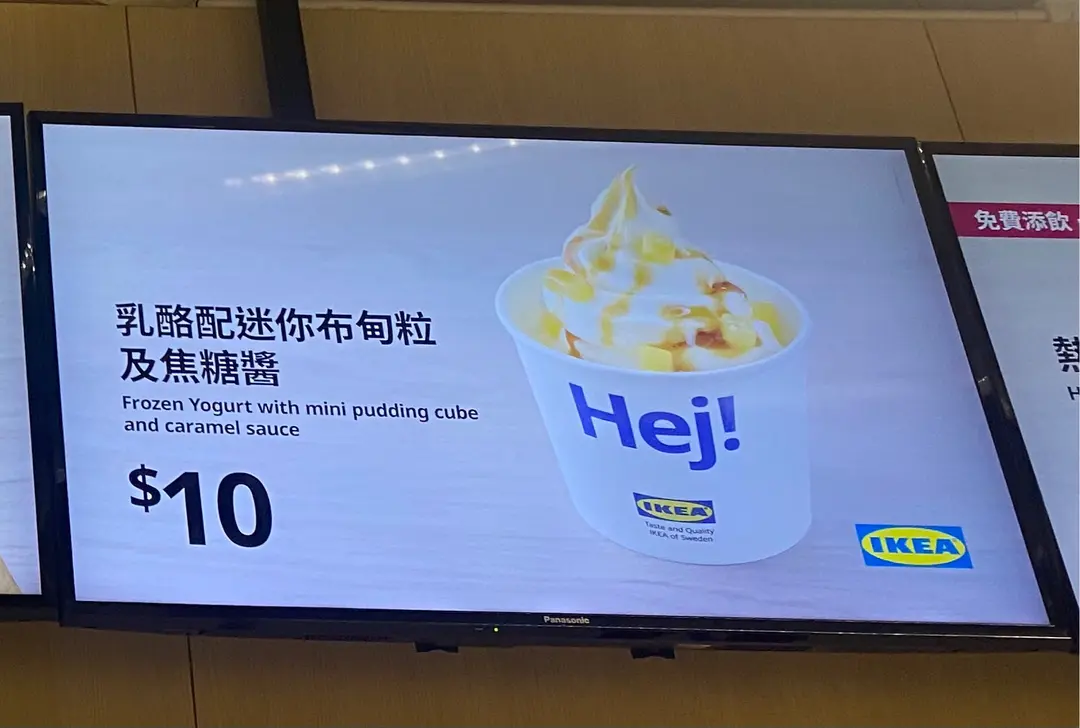 乳酪配迷你布甸粒
及焦糖醬
Frozen Yogurt with mini pudding cube
and caramel sauce
$10
Hej!
IKEA
Taste and Quality
IKEA of Sweden
IKEA
Panasonic
免費添飲
熱
H